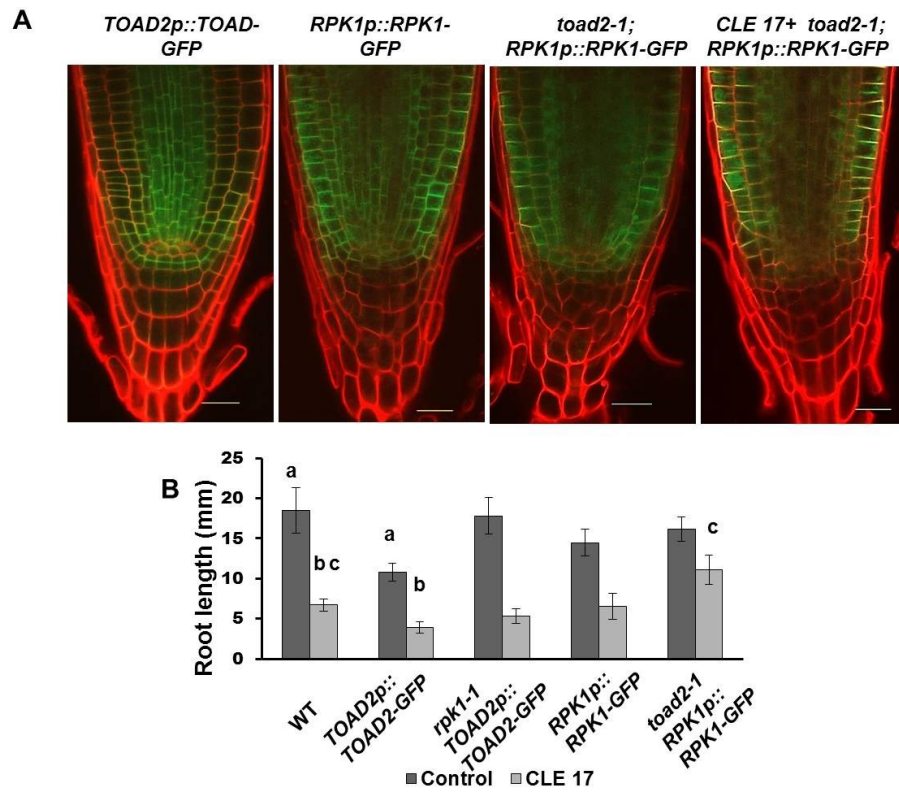 A
TOAD2p::TOAD-
GFP
RPK1p::RPK1-
GFP
toad2-1;
RPK1p::RPK1-GFP
CLE 17+ toad2-1;
RPK1p::RPK1-GFP
B
Root length (mm)
25
20
15
10
5
0
a
b c
a
b
c
WT
TOAD2p::
TOAD2-GFP
rpk1-1
TOAD2p::
TOAD2-GFP
RPK1p::
RPK1-GFP
toad2-1
RPK1p::
RPK1-GFP
Control
CLE 17